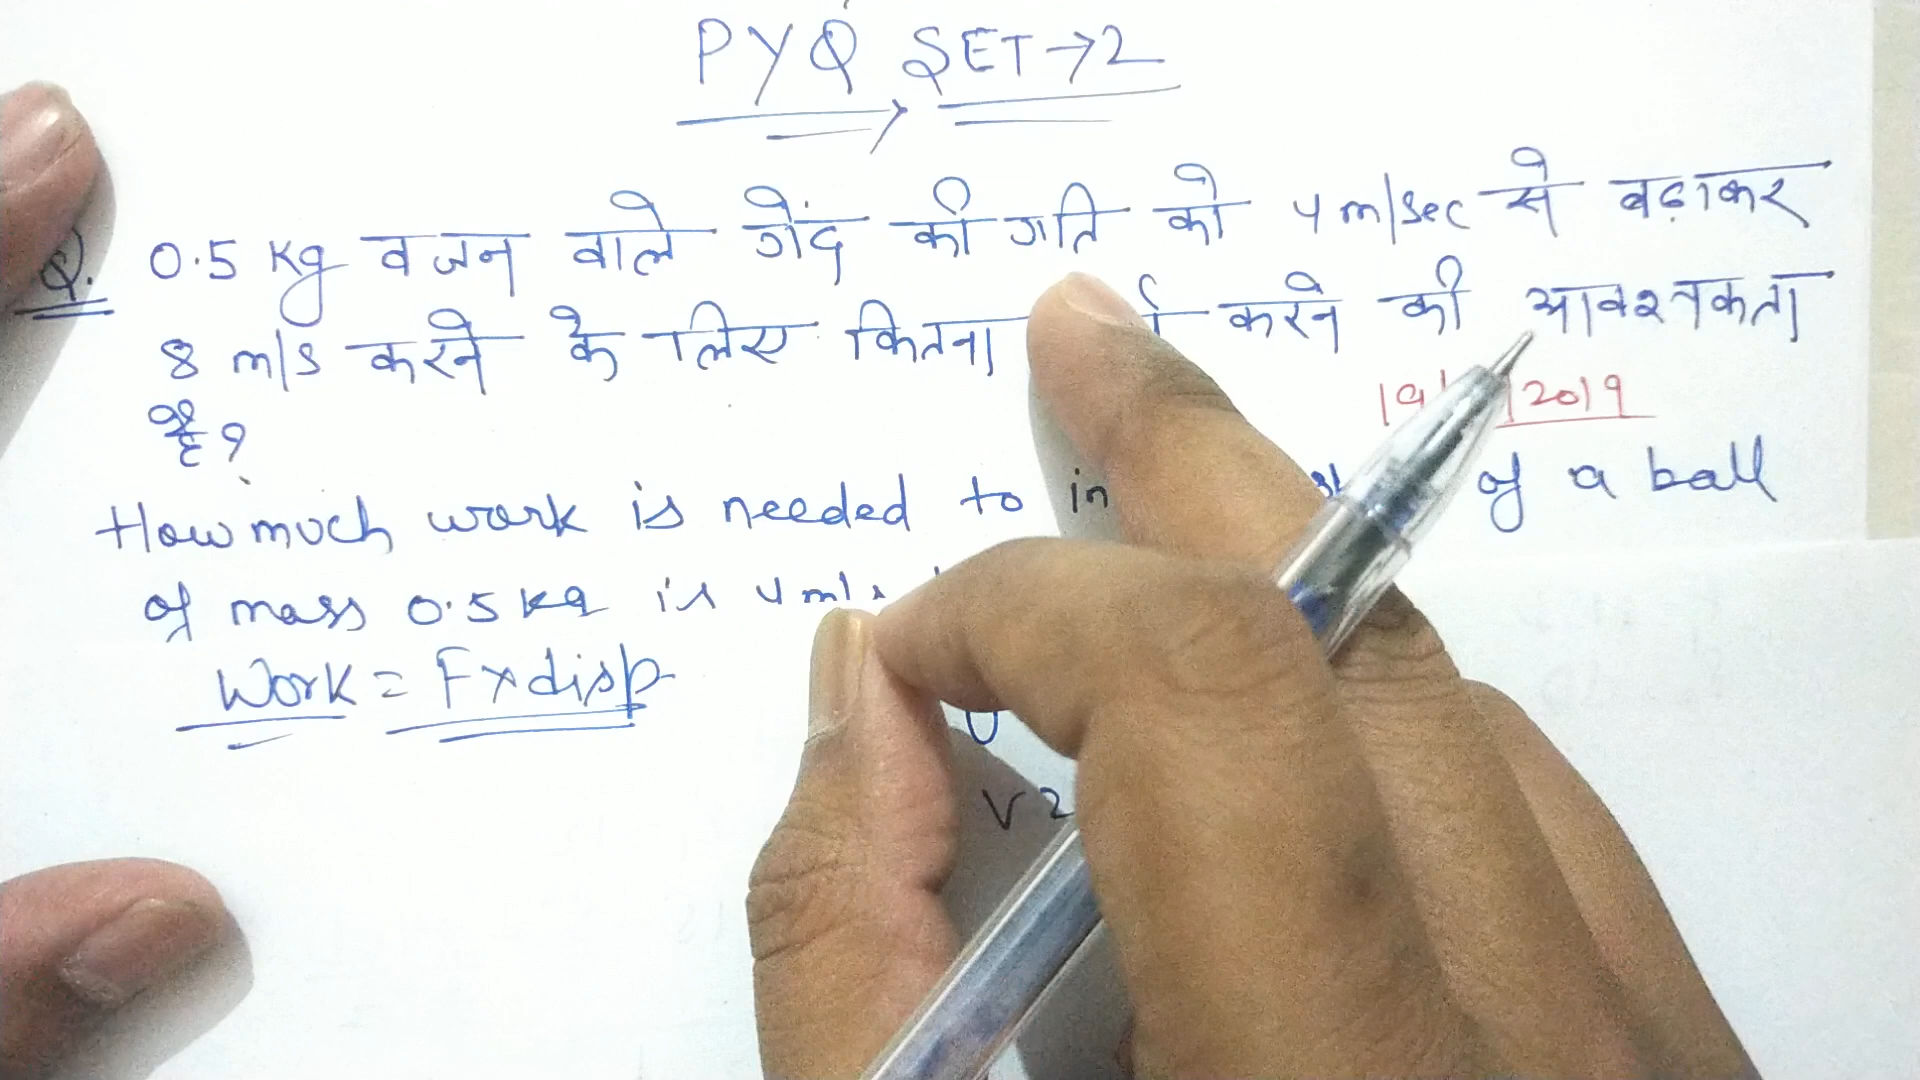 PYQ SET→2
Q. 0.5 kg वजन वाले गेंद की गति को 4 m/sec से बढ़ाकर
8 m/s करने के लिए कितना करने की आवश्यकता
है?
2019
How much work is needed to of a ball
of mass 0.5 kg is 4 m/s
Work = F x disp